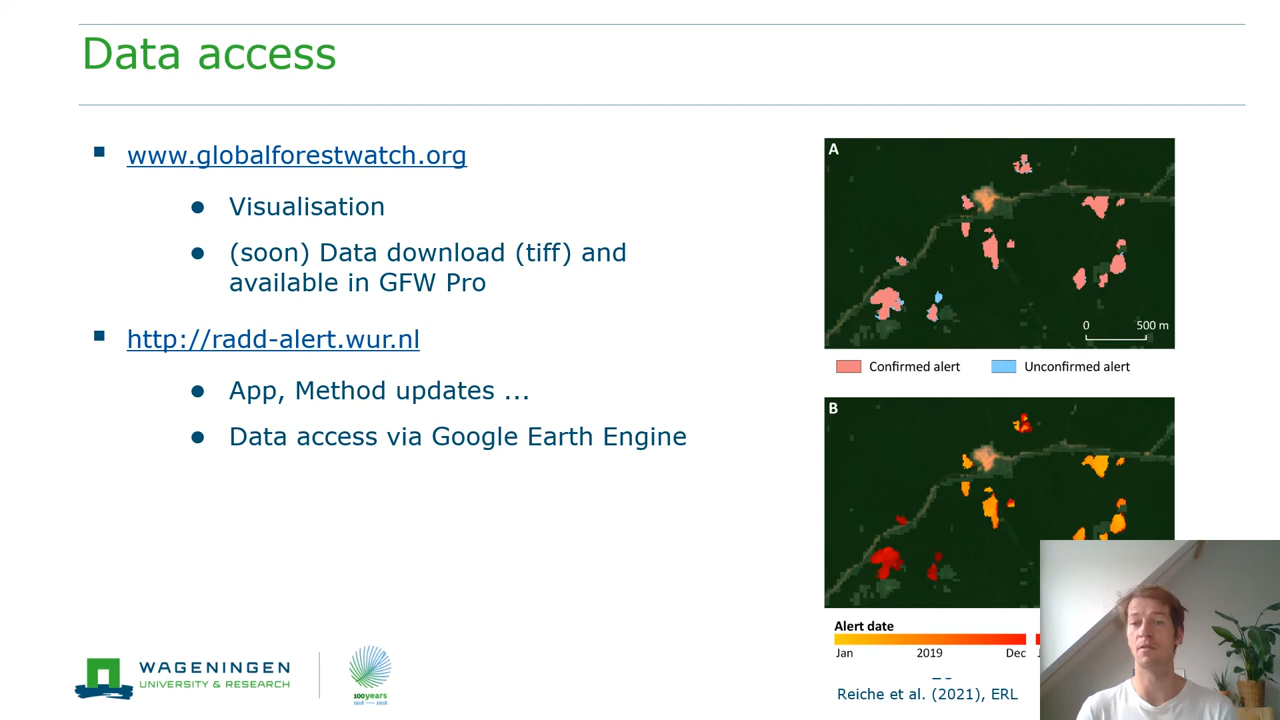 Data access
www.globalforestwatch.org
Visualisation
(soon) Data download (tiff) and
available in GFW Pro
http://radd-alert.wur.nl
App, Method updates ...
Data access via Google Earth Engine
A
0 500 m
Confirmed alert Unconfirmed alert
B
Alert date
Jan 2019 Dec
Reiche et al. (2021), ERL
WAGENINGEN
UNIVERSITY & RESEARCH
100years
1918 — 2018